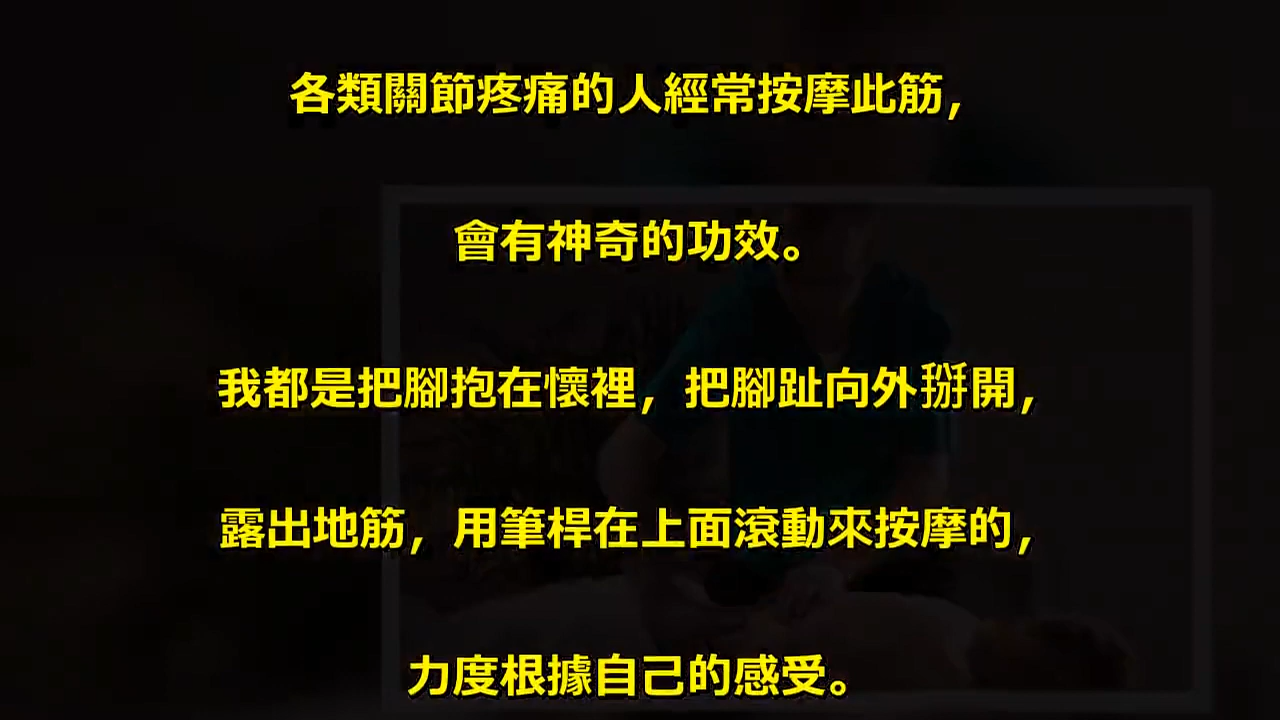 各類關節疼痛的人經常按摩此筋，
會有神奇的功效。
我都是把腳抱在懷裡，把腳趾向外掰開，
露出地筋，用筆桿在上面滾動來按摩的，
力度根據自己的感受。